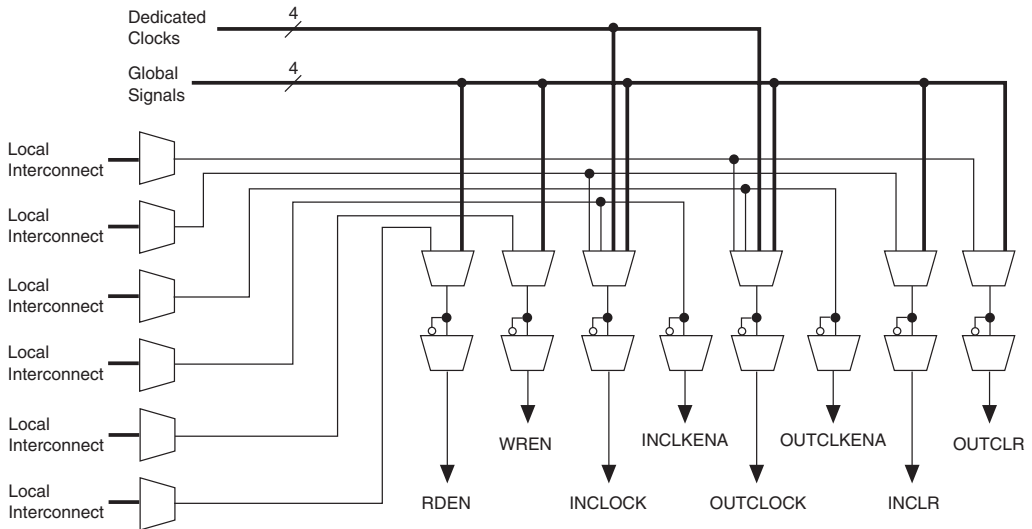 Dedicated
Clocks
4
Global
Signals
4
Local
Interconnect
Local
Interconnect
Local
Interconnect
Local
Interconnect
Local
Interconnect
Local
Interconnect
WREN
INCLKENA
OUTCLKENA
OUTCLR
RDEN
INCLOCK
OUTCLOCK
INCLR